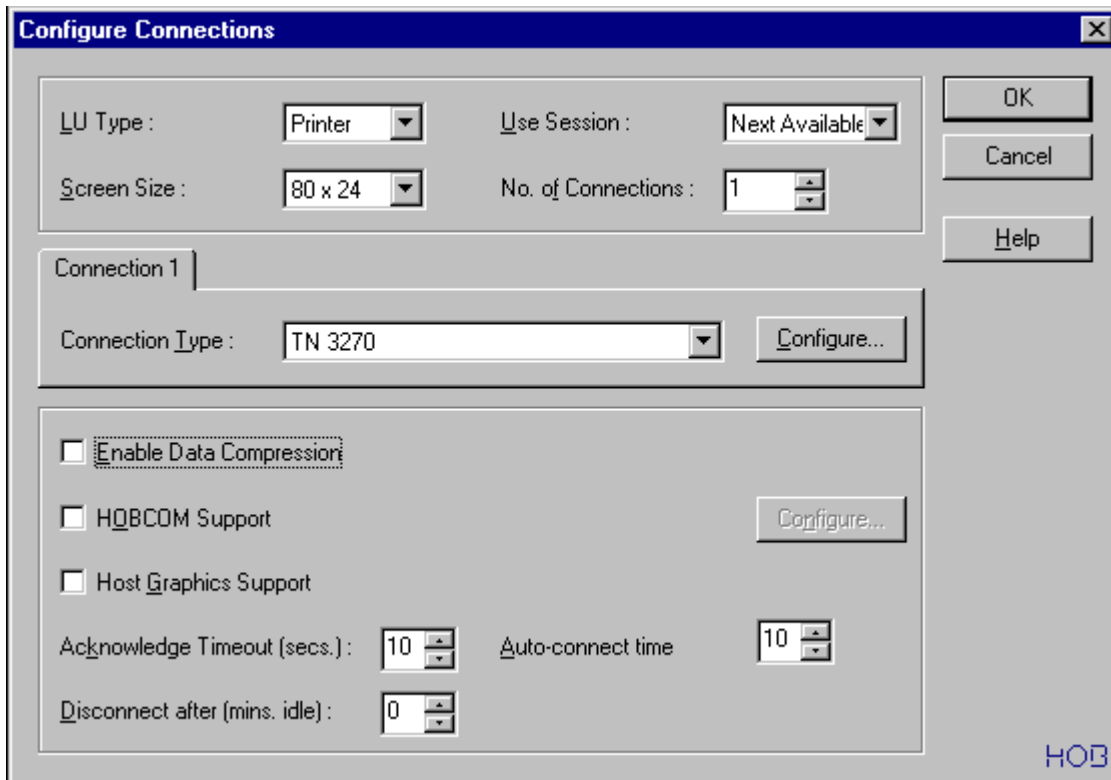 Configure Connections
LU Type : Printer Use Session : Next Available OK
Cancel
Screen Size : 80 x 24 No. of Connections : 1
Help
Connection 1
Connection Type : TN 3270 Configure...
Enable Data Compression
HOBCOM Support Configure...
Host Graphics Support
Acknowledge Timeout (secs.) : 10 Auto-connect time 10
Disconnect after (mins. idle) : 0
HOB